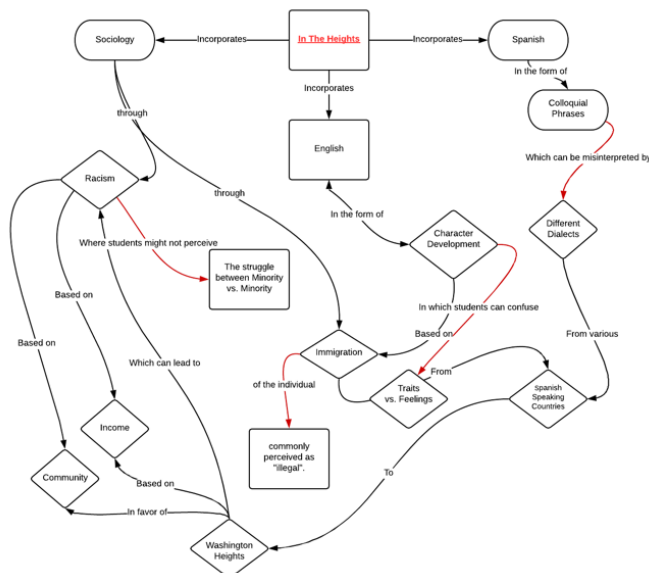 Sociology
Incorporates
In The Heights
Incorporates
Spanish
Incorporates
In the form of
Colloquial
Phrases
through
English
Which can be misinterpreted by
Racism
through
In the form of
Character
Development
Different
Dialects
Where students might not perceive
The struggle
between Minority
vs. Minority
Based on
In which students can confuse
Based on
From various
Based on
Which can lead to
Immigration
of the individual
From
Traits
vs. Feelings
Spanish
Speaking
Countries
Income
commonly
perceived as
"illegal".
Community
Based on
To
In favor of
Washington
Heights